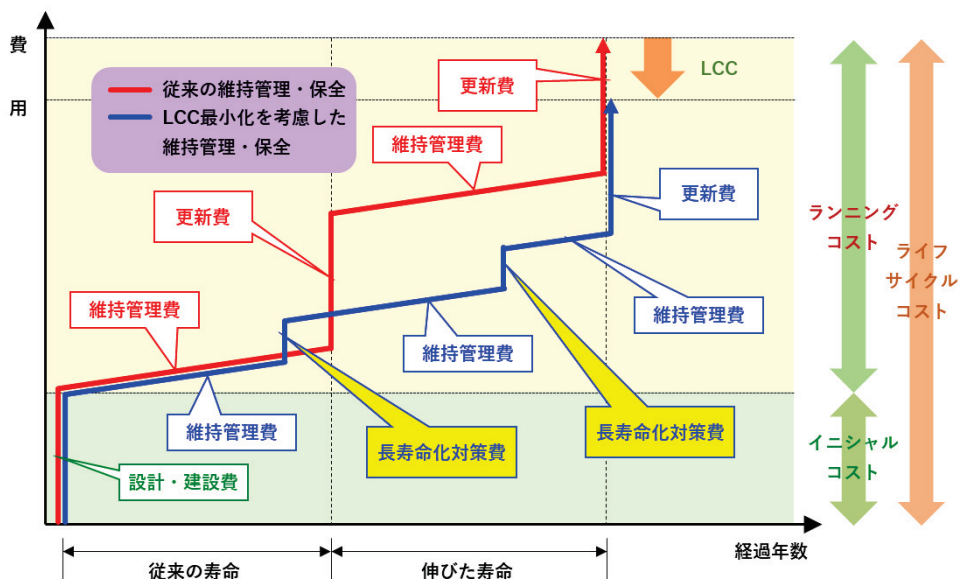 費
用
従来の維持管理・保全
LCC最小化を考慮した
維持管理・保全
更新費
LCC
維持管理費
更新費
更新費
ランニング
コスト
ライフ
サイクル
コスト
維持管理費
維持管理費
維持管理費
維持管理費
長寿命化対策費
長寿命化対策費
イニシャル
コスト
設計・建設費
経過年数
従来の寿命
伸びた寿命